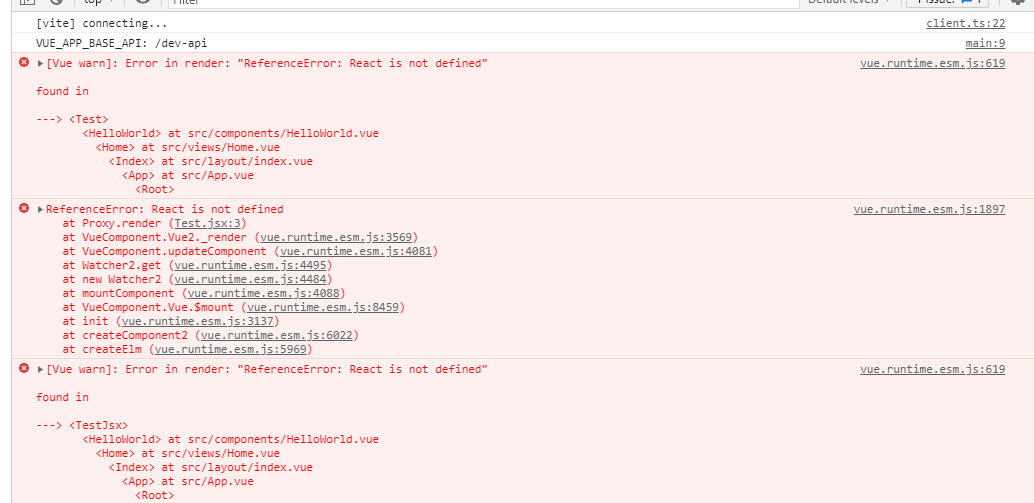 top
Filter
Default levels
1 Issue: 1
[vite] connecting... client.ts:22
VUE_APP_BASE_API: /dev-api main:9
[Vue warn]: Error in render: "ReferenceError: React is not defined" vue.runtime.esm.js:619
found in
---> <Test>
<HelloWorld> at src/components/HelloWorld.vue
<Home> at src/views/Home.vue
<Index> at src/layout/index.vue
<App> at src/App.vue
<Root>
ReferenceError: React is not defined vue.runtime.esm.js:1897
at Proxy.render (Test.jsx:3)
at VueComponent.Vue2._render (vue.runtime.esm.js:3569)
at VueComponent.updateComponent (vue.runtime.esm.js:4081)
at Watcher2.get (vue.runtime.esm.js:4495)
at new Watcher2 (vue.runtime.esm.js:4484)
at mountComponent (vue.runtime.esm.js:4088)
at VueComponent.Vue.$mount (vue.runtime.esm.js:8459)
at init (vue.runtime.esm.js:3137)
at createComponent2 (vue.runtime.esm.js:6022)
at createElm (vue.runtime.esm.js:5969)
[Vue warn]: Error in render: "ReferenceError: React is not defined" vue.runtime.esm.js:619
found in
---> <TestJsx>
<HelloWorld> at src/components/HelloWorld.vue
<Home> at src/views/Home.vue
<Index> at src/layout/index.vue
<App> at src/App.vue
<Root>